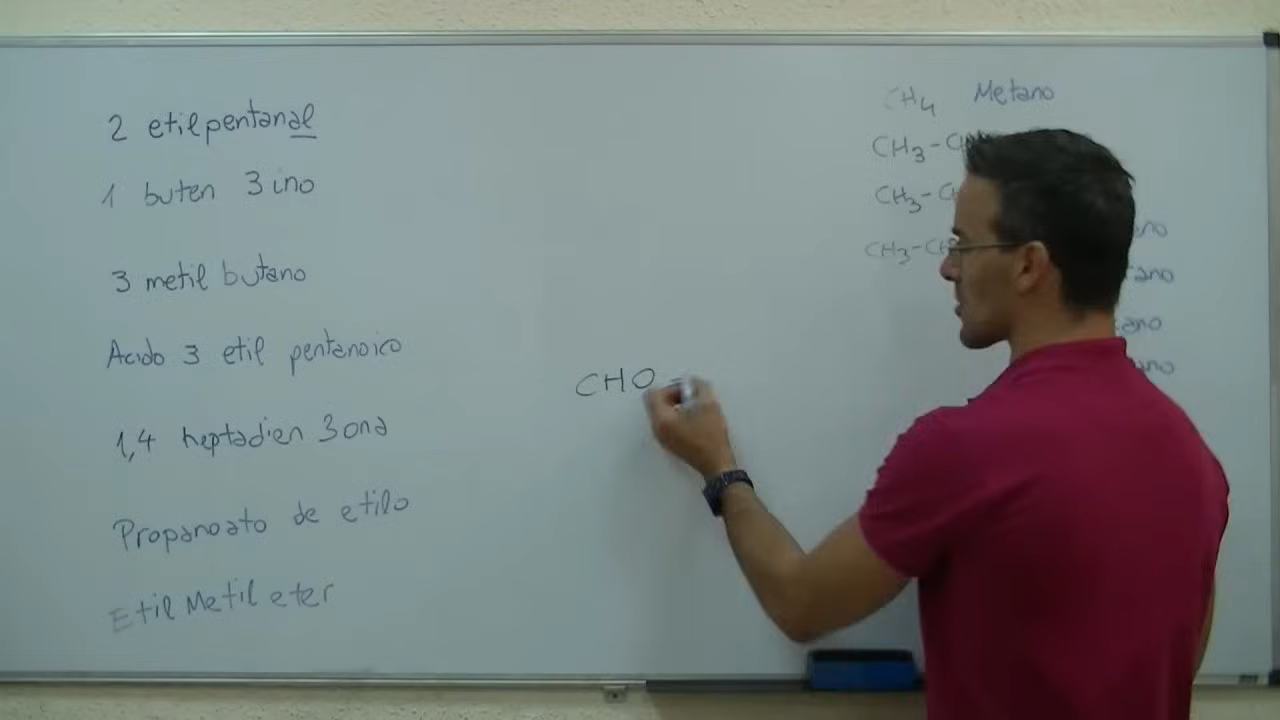 2 etilpentanal
1 buten 3 ino
3 metil butano
Acido 3 etil pentanoico
1,4 heptadien 3 ona
Propanoato de etilo
Etil Metil eter
CHO -
CH4 Metano
CH3-
CH3-
CH3-